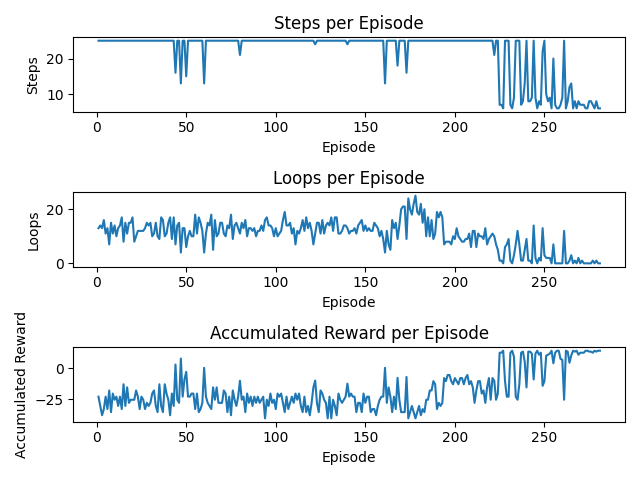 Steps per Episode
20
10
Steps
0 50 100 150 200 250
Episode
Loops per Episode
20
0
Loops
0 50 100 150 200 250
Episode
Accumulated Reward per Episode
0
−25
Accumulated Reward
0 50 100 150 200 250
Episode